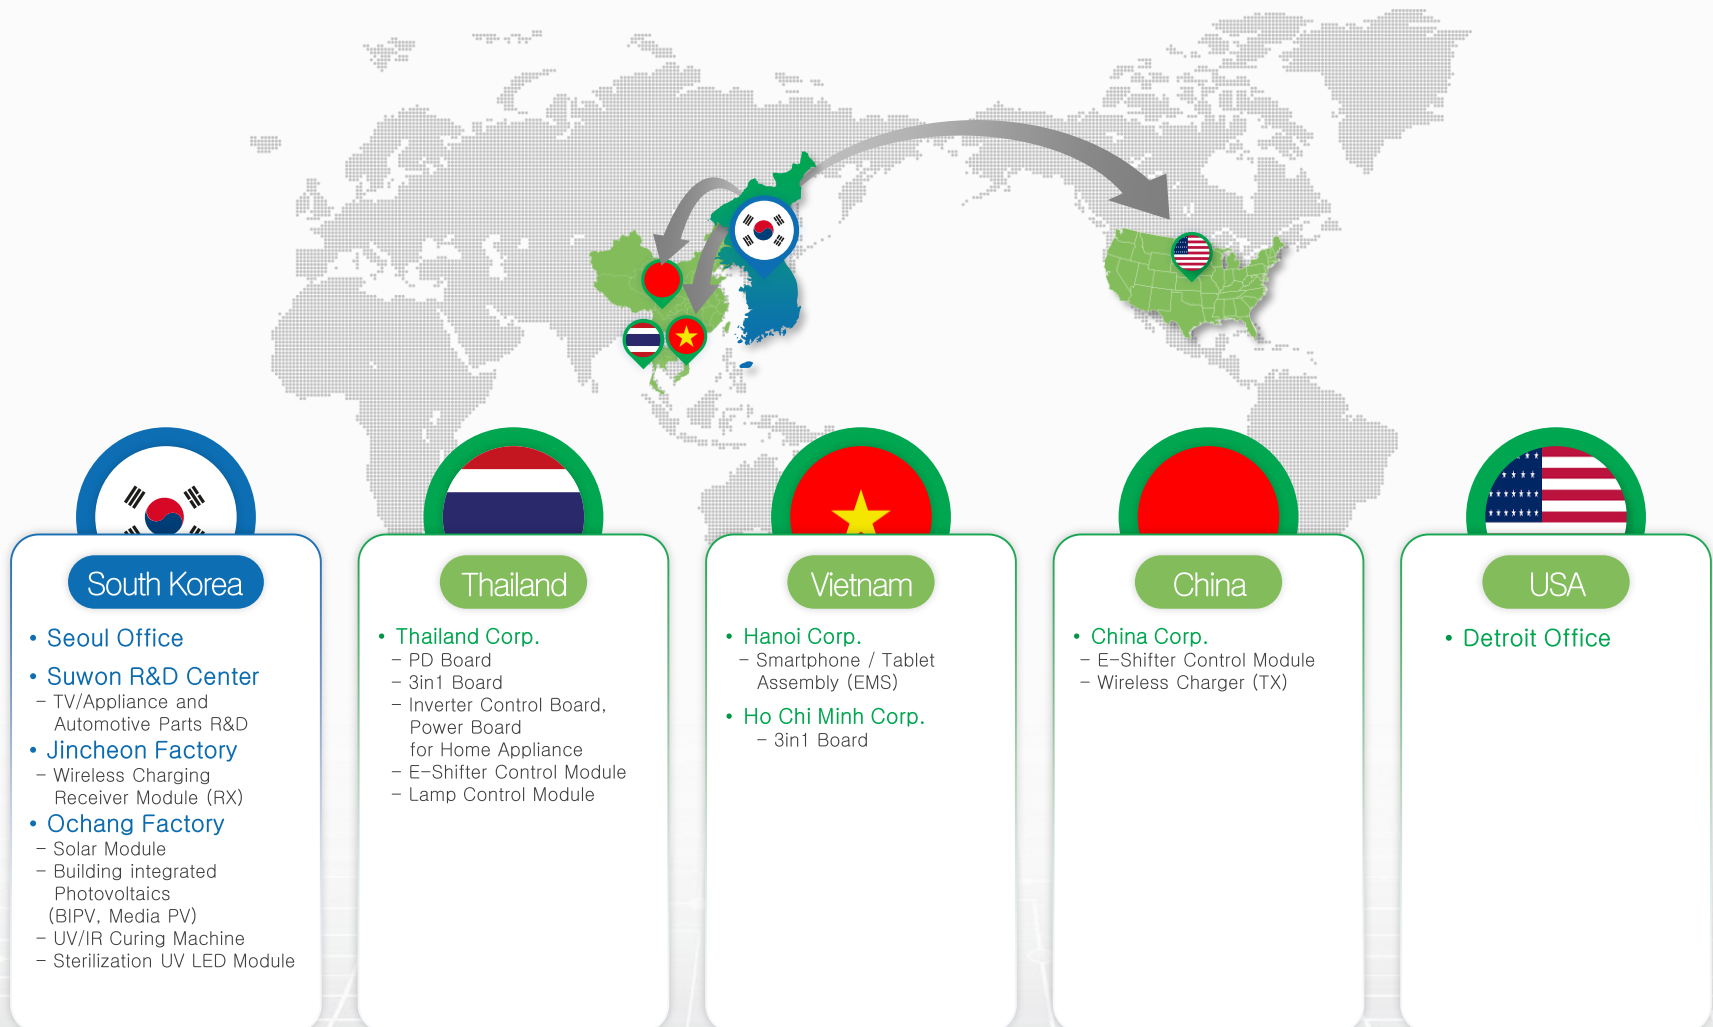 South Korea
• Seoul Office
• Suwon R&D Center
- TV/Appliance and
Automotive Parts R&D
• Jincheon Factory
- Wireless Charging
Receiver Module (RX)
• Ochang Factory
- Solar Module
- Building integrated
Photovoltaics
(BIPV, Media PV)
- UV/IR Curing Machine
- Sterilization UV LED Module
Thailand
• Thailand Corp.
- PD Board
- 3in1 Board
- Inverter Control Board,
Power Board
for Home Appliance
- E-Shifter Control Module
- Lamp Control Module
Vietnam
• Hanoi Corp.
- Smartphone / Tablet
Assembly (EMS)
• Ho Chi Minh Corp.
- 3in1 Board
China
• China Corp.
- E-Shifter Control Module
- Wireless Charger (TX)
USA
• Detroit Office